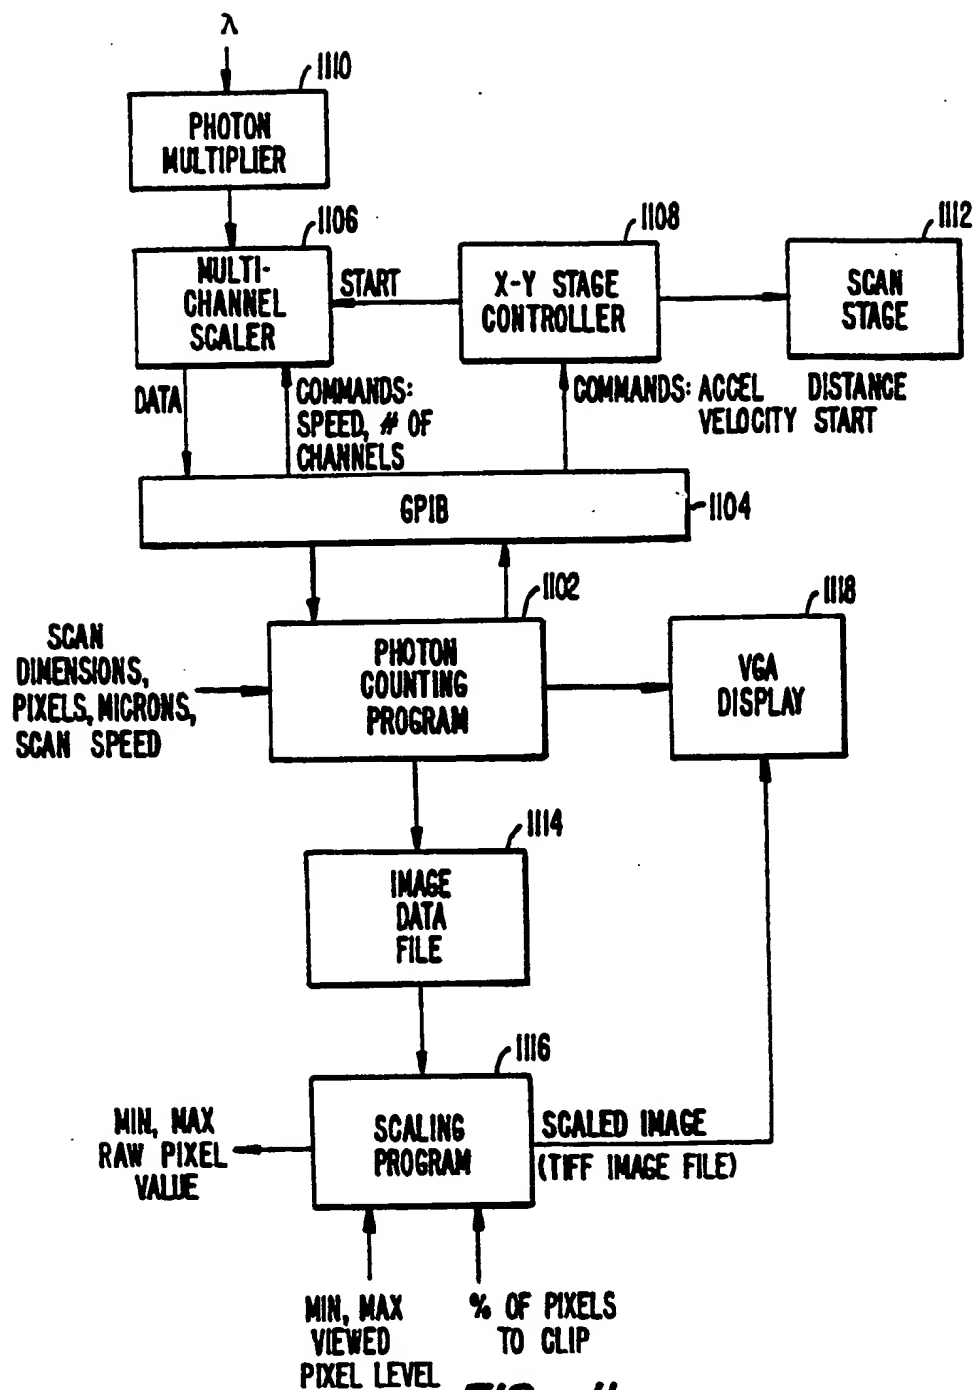 λ
1110
PHOTON
MULTIPLIER
1106
MULTI-
CHANNEL
SCALER
START
1108
X-Y STAGE
CONTROLLER
1112
SCAN
STAGE
DATA
COMMANDS:
SPEED, # OF
CHANNELS
COMMANDS: ACCEL DISTANCE
VELOCITY START
GPIB
1104
1102
PHOTON
COUNTING
PROGRAM
SCAN
DIMENSIONS,
PIXELS, MICRONS,
SCAN SPEED
1118
VGA
DISPLAY
1114
IMAGE
DATA
FILE
1116
SCALING
PROGRAM
MIN, MAX
RAW PIXEL
VALUE
SCALED IMAGE
(TIFF IMAGE FILE)
MIN, MAX
VIEWED
PIXEL LEVEL
% OF PIXELS
TO CLIP